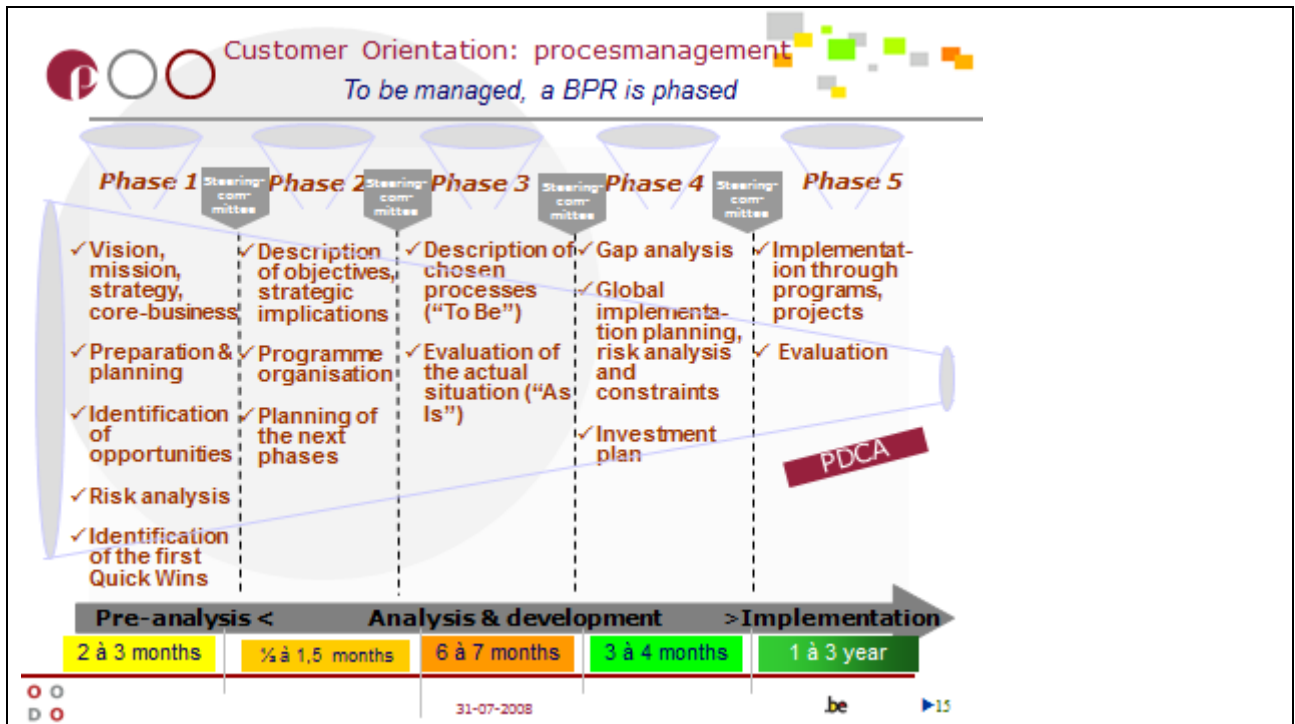 Customer Orientation: procesmanagement
To be managed, a BPR is phased
Phase 1
Steering-
com-
mittee
Phase 2
Steering-
com-
mittee
Phase 3
Steering-
com-
mittee
Phase 4
Steering-
com-
mittee
Phase 5
✓ Vision,
mission,
strategy,
core-business
✓ Preparation &
planning
✓ Identification
of
opportunities
✓ Risk analysis
✓ Identification
of the first
Quick Wins
✓ Description
of objectives,
strategic
implications
✓ Programme
organisation
✓ Planning of
the next
phases
✓ Description of
chosen
processes
("To Be")
✓ Evaluation of
the actual
situation ("As
Is")
✓ Gap analysis
✓ Global
implementa-
tion planning,
risk analysis
and
constraints
✓ Investment
plan
✓ Implementat-
ion through
programs,
projects
✓ Evaluation
PDCA
Pre-analysis < Analysis & development >Implementation
2 à 3 months
½ à 1,5 months
6 à 7 months
3 à 4 months
1 à 3 year
31-07-2008
.be
15